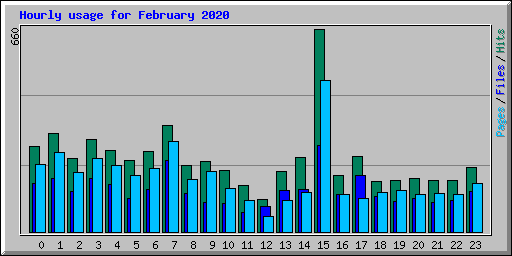 Hourly usage for February 2020
660
Pages / Files / Hits
0 1 2 3 4 5 6 7 8 9 10 11 12 13 14 15 16 17 18 19 20 21 22 23